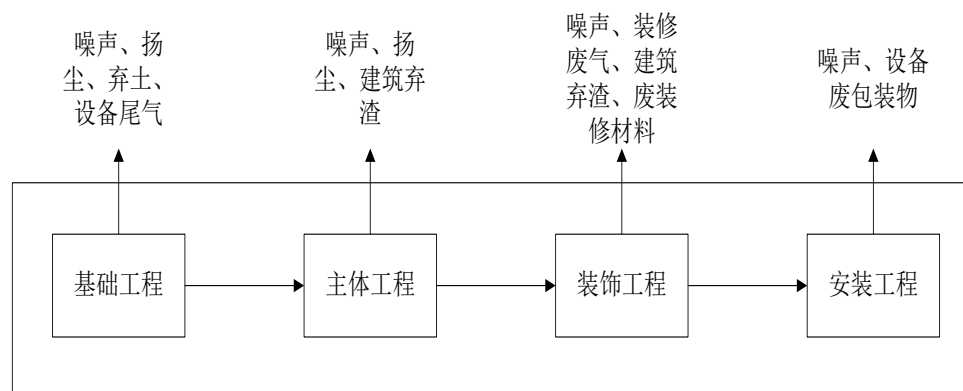 噪声、扬
尘、弃土、
设备尾气
噪声、扬
尘、建筑弃
渣
噪声、装修
废气、建筑
弃渣、废装
修材料
噪声、设备
废包装物
基础工程
主体工程
装饰工程
安装工程